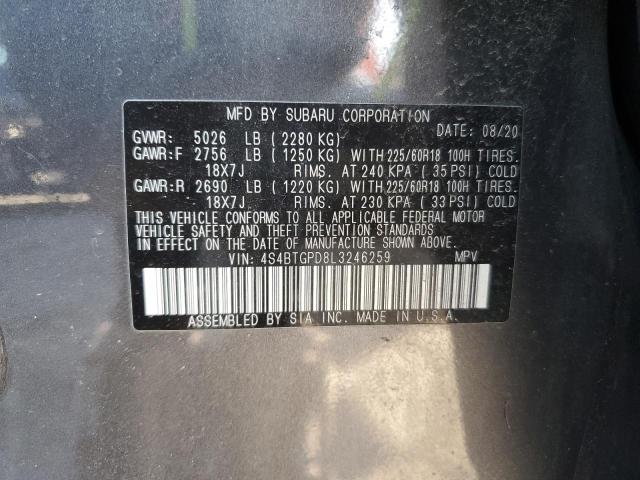 MFD BY SUBARU CORPORATION
DATE: 08/20
GVWR: 5026 LB (2280 KG)
GAWR:F 2756 LB (1250 KG) WITH 225/60R18 100H TIRES.
18X7J RIMS. AT 240 KPA (35 PSI) COLD
GAWR:R 2690 LB (1220 KG) WITH 225/60R18 100H TIRES.
18X7J RIMS. AT 230 KPA (33 PSI) COLD
THIS VEHICLE CONFORMS TO ALL APPLICABLE FEDERAL MOTOR
VEHICLE SAFETY AND THEFT PREVENTION STANDARDS
IN EFFECT ON THE DATE OF MANUFACTURE SHOWN ABOVE.
VIN: 4S4BTGPD8L3246259 MPV
ASSEMBLED BY SIA INC. MADE IN U.S.A.